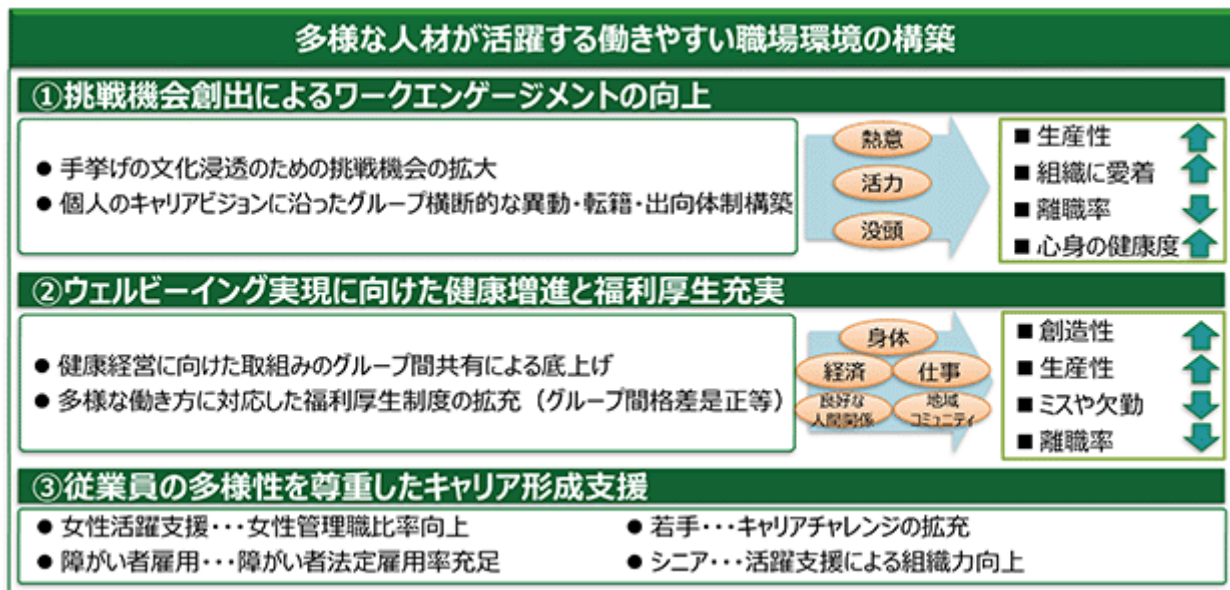 多様な人材が活躍する働きやすい職場環境の構築
①挑戦機会創出によるワークエンゲージメントの向上
● 手挙げの文化浸透のための挑戦機会の拡大
● 個人のキャリアビジョンに沿ったグループ横断的な異動・転籍・出向体制構築
熱意
活力
没頭
■ 生産性
■ 組織に愛着
■ 離職率
■ 心身の健康度
②ウェルビーイング実現に向けた健康増進と福利厚生充実
● 健康経営に向けた取組みのグループ間共有による底上げ
● 多様な働き方に対応した福利厚生制度の拡充（グループ間格差是正等）
身体
経済
仕事
良好な
人間関係
地域
コミュニティ
■ 創造性
■ 生産性
■ ミスや欠勤
■ 離職率
③従業員の多様性を尊重したキャリア形成支援
● 女性活躍支援・・・女性管理職比率向上
● 障がい者雇用・・・障がい者法定雇用率充足
● 若手・・・キャリアチャレンジの拡充
● シニア・・・活躍支援による組織力向上